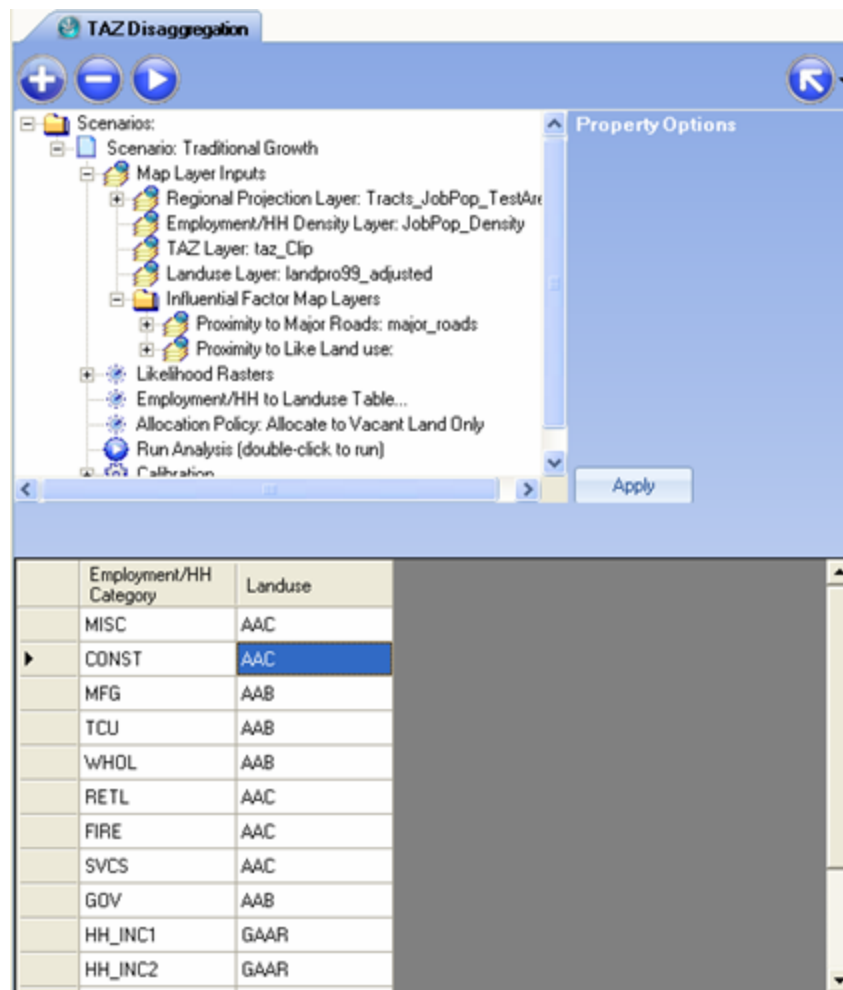 TAZ Disaggregation
Scenarios:
Scenario: Traditional Growth
Property Options
Map Layer Inputs
Regional Projection Layer: Tracts_JobPop_TestAre
Employment/HH Density Layer: JobPop_Density
TAZ Layer: taz_Clip
Landuse Layer: landpro99_adjusted
Influential Factor Map Layers
Proximity to Major Roads: major_roads
Proximity to Like Land use:
Likelihood Rasters
Employment/HH to Landuse Table...
Allocation Policy: Allocate to Vacant Land Only
Run Analysis (double-click to run)
Calibration
Apply
Employment/HH
Category
Landuse
MISC AAC
CONST AAC
MFG AAB
TCU AAB
WHOL AAB
RETL AAC
FIRE AAC
SVCS AAC
GOV AAB
HH_INC1 GAAR
HH_INC2 GAAR